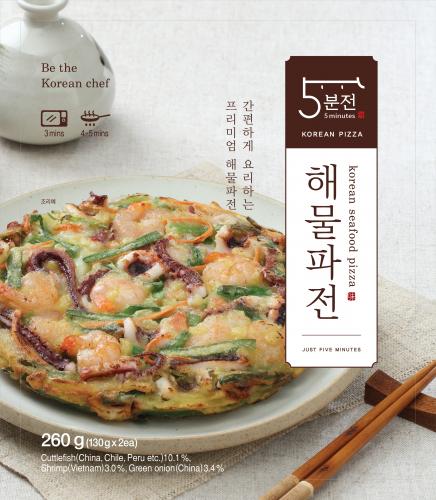 Be the
Korean chef
3 mins
4~5 mins
간편하게 요리하는
프리미엄 해물파전
조리예
5분전
5 minutes
KOREAN PIZZA
해물파전
korean seafood pizza
JUST FIVE MINUTES
260 g (130 g x 2ea)
Cuttlefish(China, Chile, Peru etc.)10.1 %,
Shrimp(Vietnam)3.0 %, Green onion(China)3.4 %